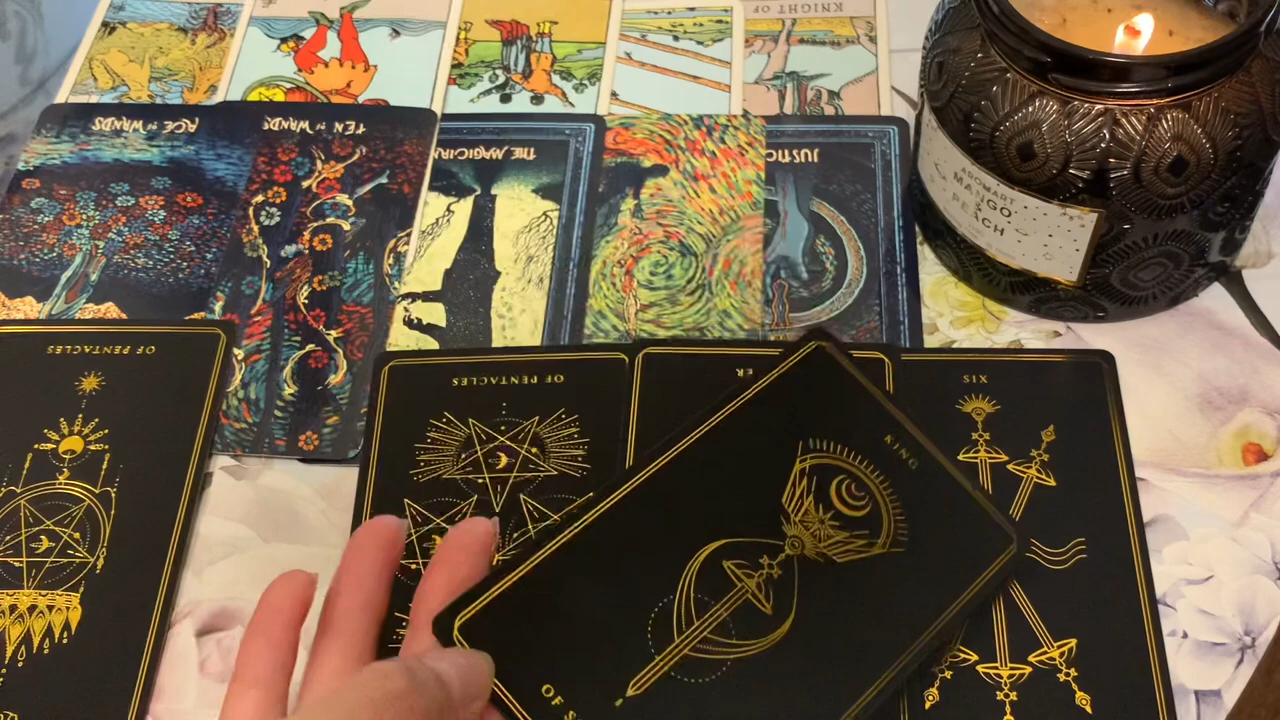 KNIGHT OF
ACE OF WANDS
TEN OF WANDS
THE MAGICIAN
JUSTIC
AROMART
MANGO
&
PEACH
OF PENTACLES
OF PENTACLES
ER
XIS
KING
OF S